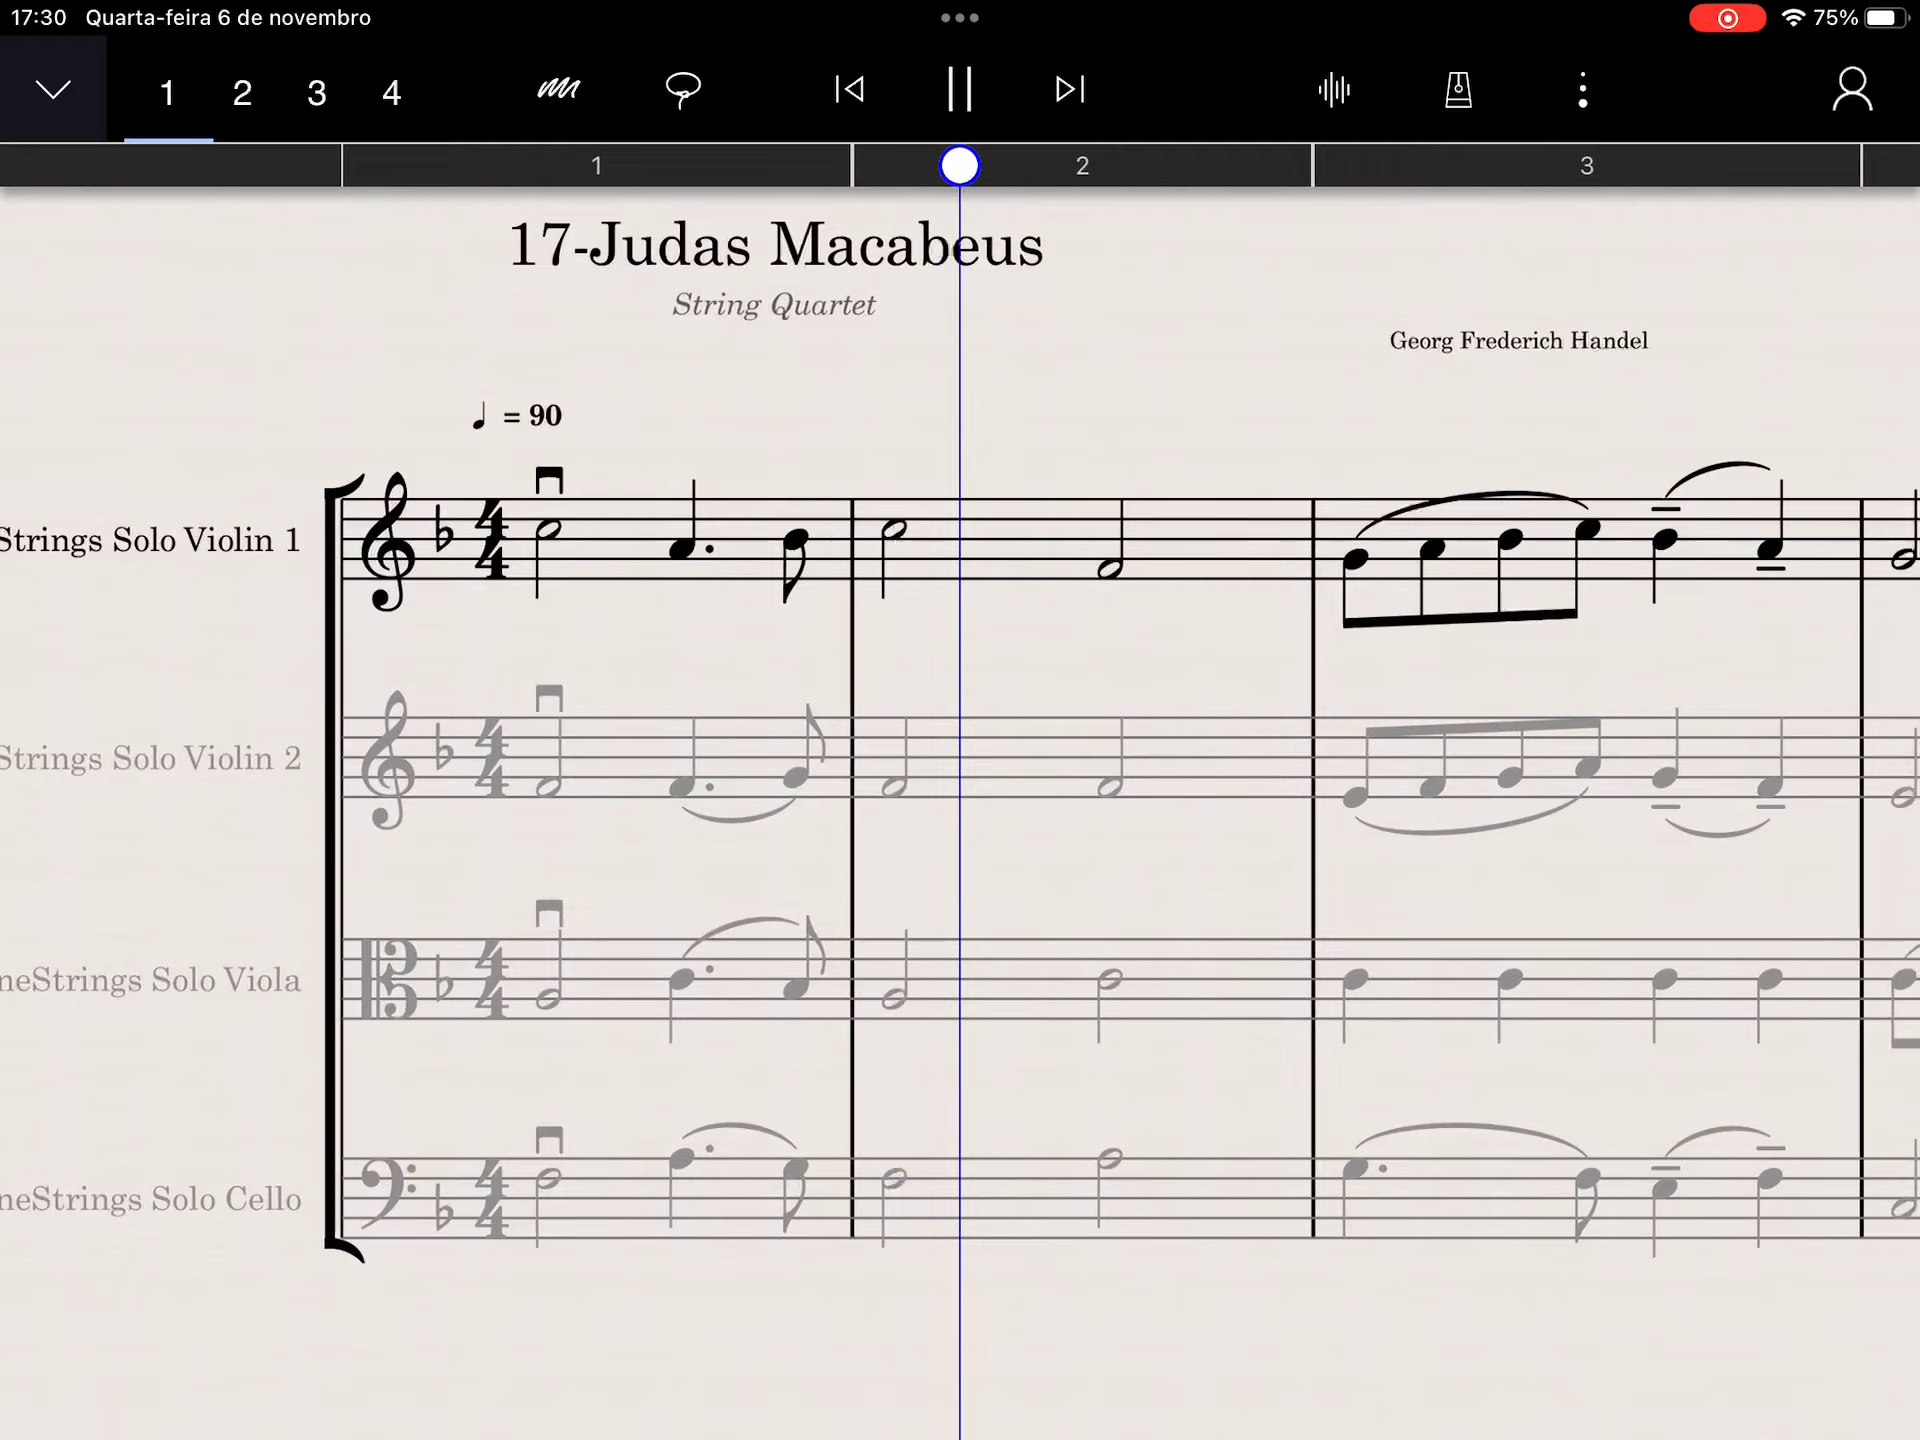 17:30 Quarta-feira 6 de novembro 75%
1 2 3 4
1 2 3
17-Judas Macabeus
String Quartet
Georg Frederich Handel
♩ = 90
Strings Solo Violin 1
Strings Solo Violin 2
neStrings Solo Viola
neStrings Solo Cello